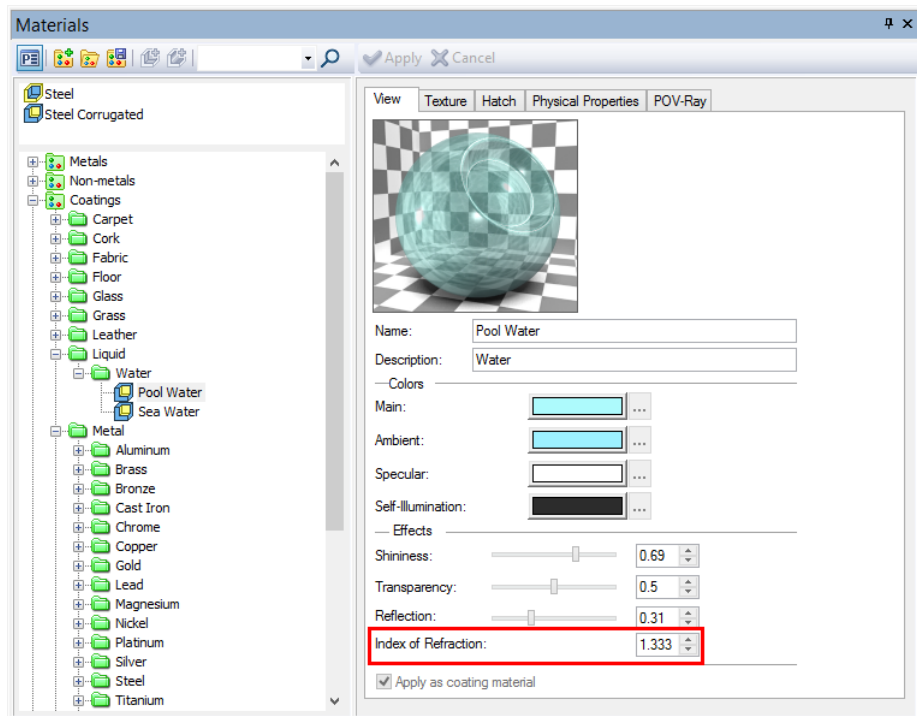 Materials
PE
Apply Cancel
Steel
Steel Corrugated
Metals
Non-metals
Coatings
Carpet
Cork
Fabric
Floor
Glass
Grass
Leather
Liquid
Water
Pool Water
Sea Water
Metal
Aluminum
Brass
Bronze
Cast Iron
Chrome
Copper
Gold
Lead
Magnesium
Nickel
Platinum
Silver
Steel
Titanium
View Texture Hatch Physical Properties POV-Ray
Name: Pool Water
Description: Water
Colors
Main: ...
Ambient: ...
Specular: ...
Self-Illumination: ...
Effects
Shininess: 0.69
Transparency: 0.5
Reflection: 0.31
Index of Refraction: 1.333
Apply as coating material